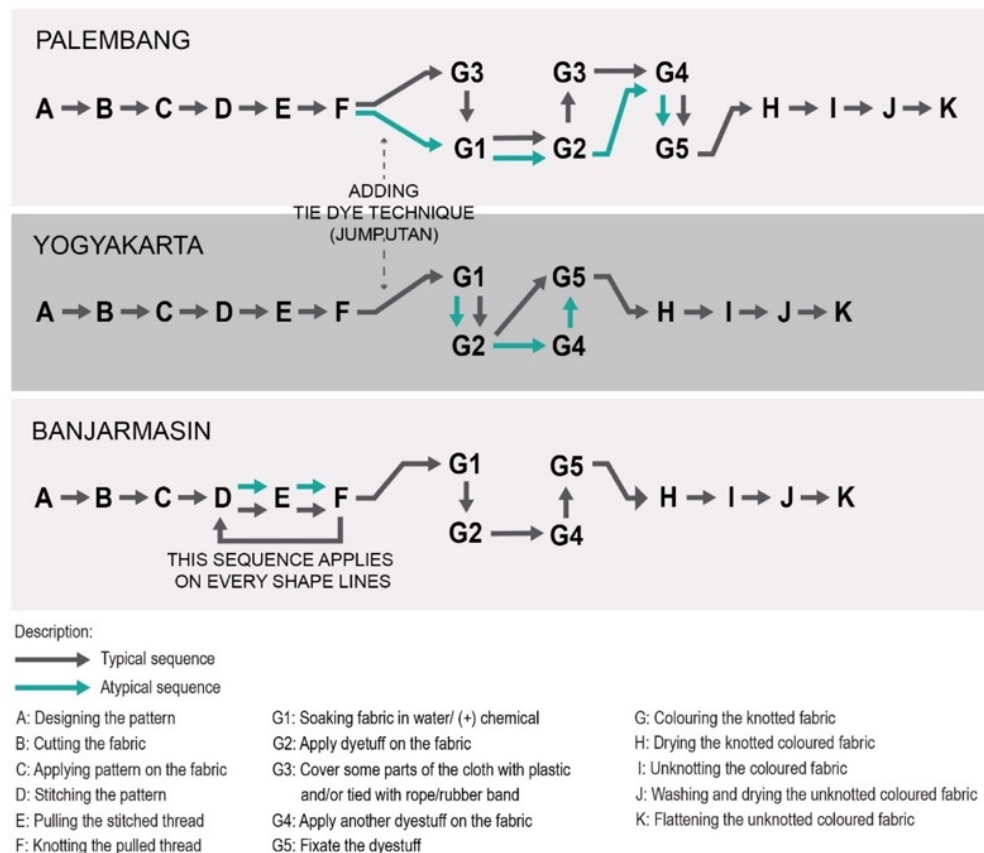 PALEMBANG
G3 G3 G4
A B C D E F H I J K
G1 G2 G5
ADDING
TIE DYE TECHNIQUE
(JUMPUTAN)
YOGYAKARTA
G1 G5
A B C D E F H I J K
G2 G4
BANJARMASIN
G1 G5
A B C D E F H I J K
G2 G4
THIS SEQUENCE APPLIES
ON EVERY SHAPE LINES
Description:
Typical sequence
Atypical sequence
A: Designing the pattern
B: Cutting the fabric
C: Applying pattern on the fabric
D: Stitching the pattern
E: Pulling the stitched thread
F: Knotting the pulled thread
G1: Soaking fabric in water/ (+) chemical
G2: Apply dyetuff on the fabric
G3: Cover some parts of the cloth with plastic
and/or tied with rope/rubber band
G4: Apply another dyestuff on the fabric
G5: Fixate the dyestuff
G: Colouring the knotted fabric
H: Drying the knotted coloured fabric
I: Unknotting the coloured fabric
J: Washing and drying the unknotted coloured fabric
K: Flattening the unknotted coloured fabric